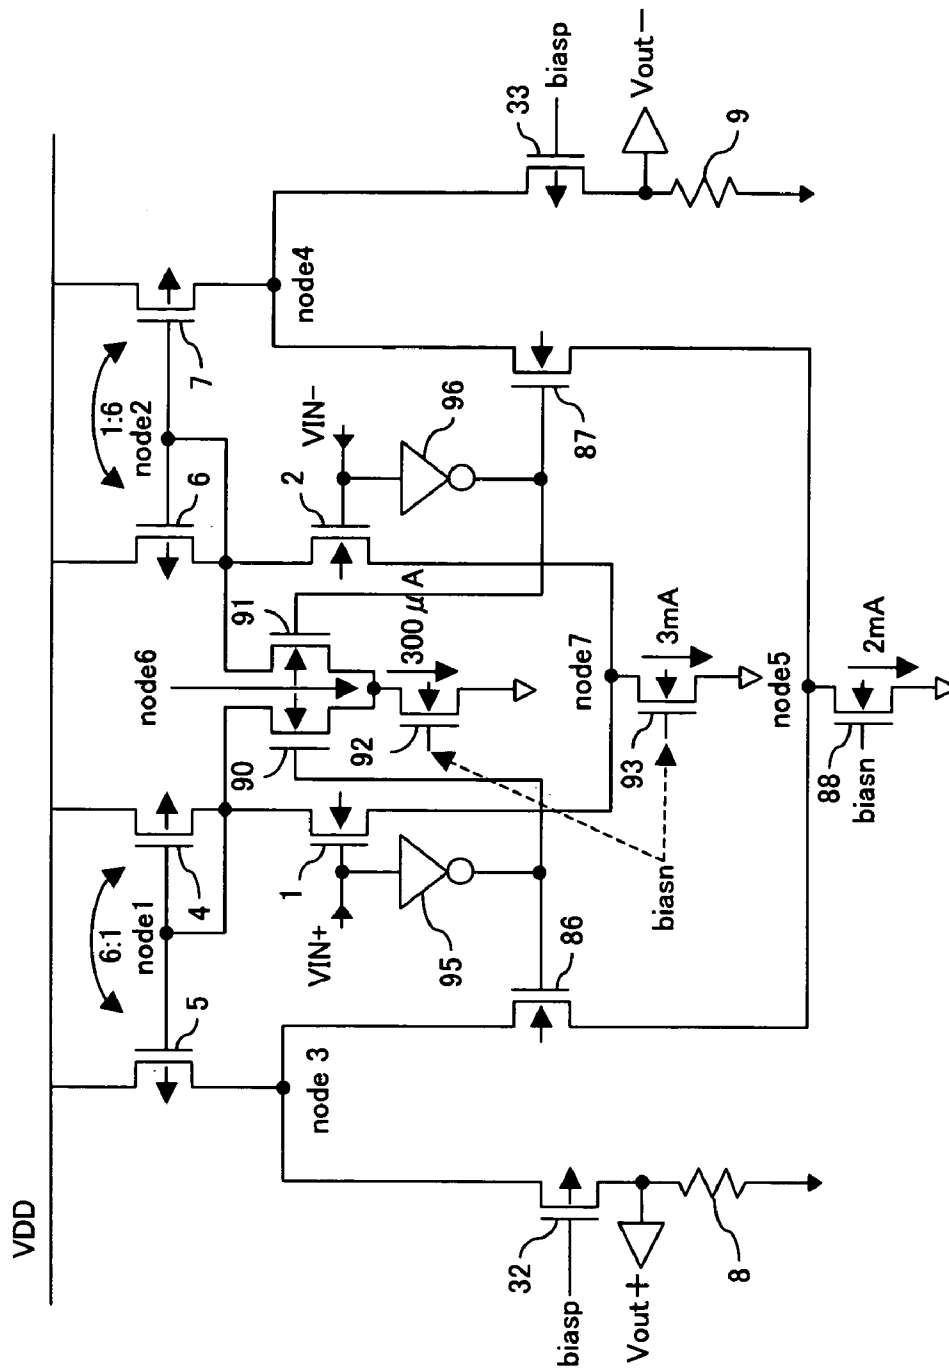 VDD
6:1
node1
5
4
1:6
node2
6
7
node 3
node6
90
91
node4
VIN+
1
95
92
300μA
2
VIN-
96
33
biasp
32
biasp
86
87
biasn
node7
93
3mA
Vout+
8
Vout-
9
node5
biasn
88
2mA